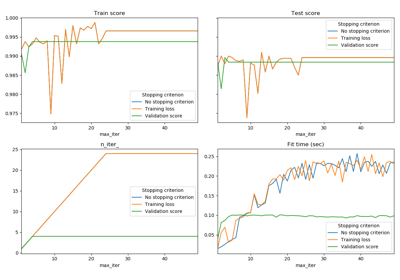 Train score
1.000
0.995
0.990
0.985
0.980
0.975
10
20
30
40
max_iter
Stopping criterion
No stopping criterion
Training loss
Validation score
Test score
10
20
30
40
max_iter
Stopping criterion
No stopping criterion
Training loss
Validation score
n_iter_
25
20
15
10
5
0
10
20
30
40
max_iter
Stopping criterion
No stopping criterion
Training loss
Validation score
Fit time (sec)
0.25
0.20
0.15
0.10
0.05
10
20
30
40
max_iter
Stopping criterion
No stopping criterion
Training loss
Validation score